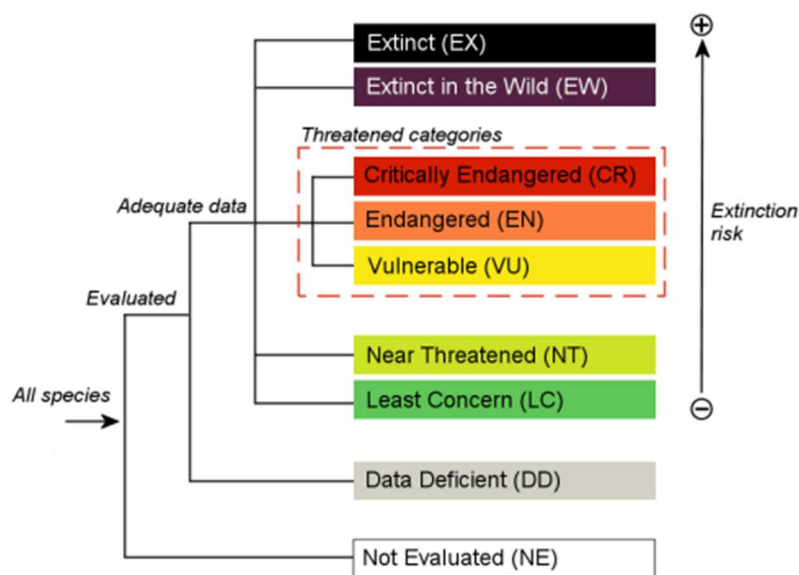 Extinct (EX)
Extinct in the Wild (EW)
Threatened categories
Critically Endangered (CR)
Adequate data
Endangered (EN)
Extinction
risk
Vulnerable (VU)
Evaluated
Near Threatened (NT)
All species
Least Concern (LC)
Data Deficient (DD)
Not Evaluated (NE)